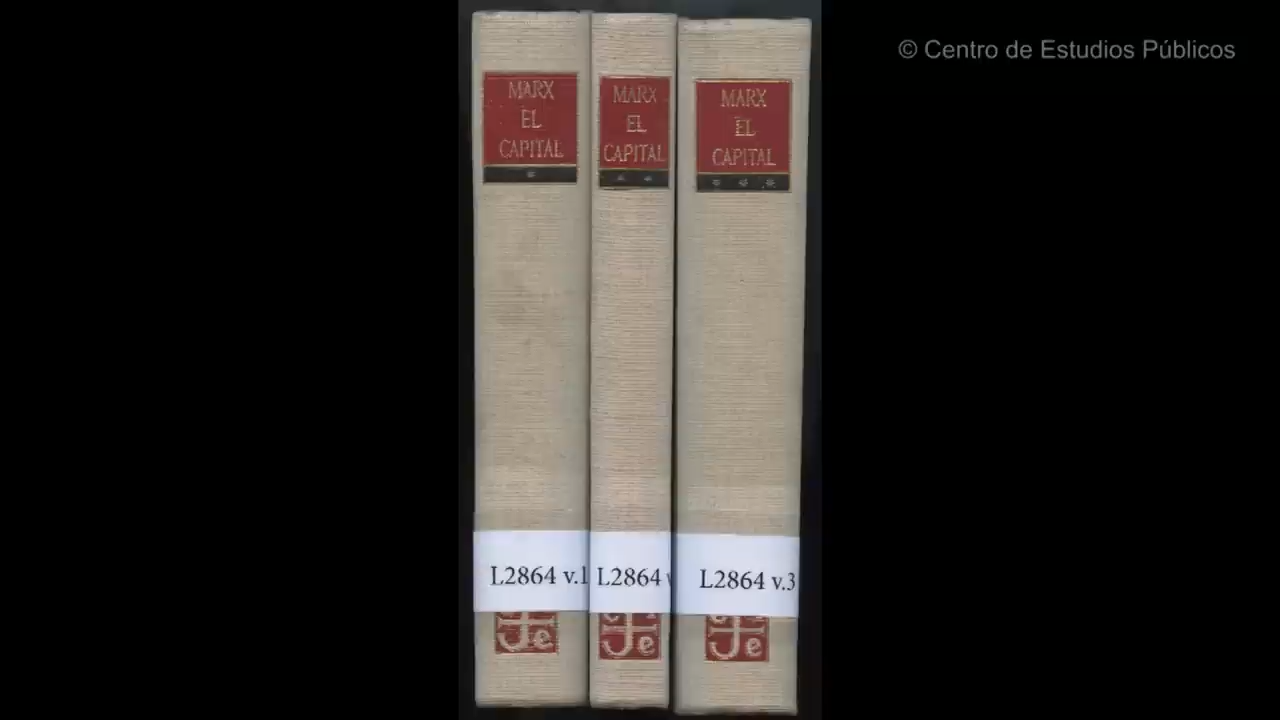 © Centro de Estudios Públicos
MARX
EL
CAPITAL
*
L2864 v.1
MARX
EL
CAPITAL
* *
L2864
MARX
EL
CAPITAL
* * *
L2864 v.3